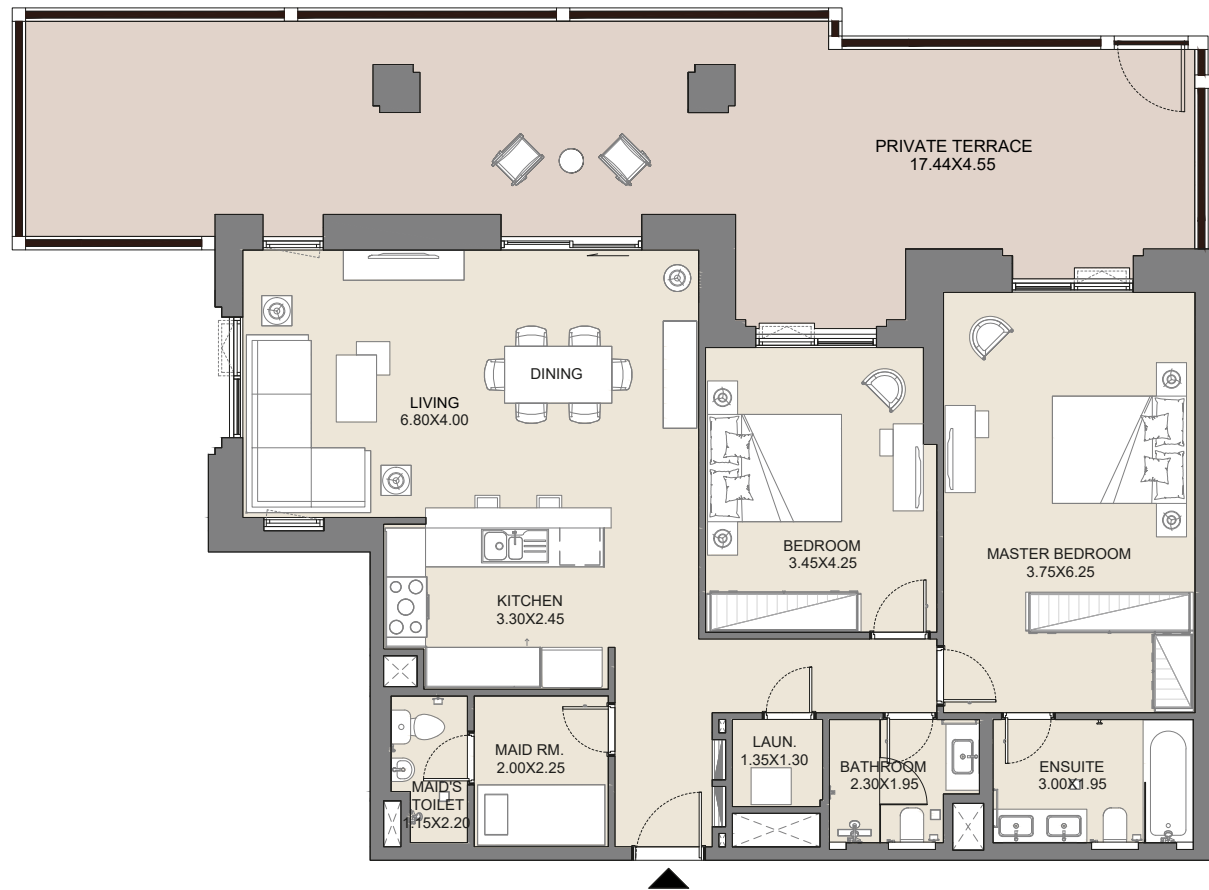 PRIVATE TERRACE
17.44X4.55
DINING
LIVING
6.80X4.00
BEDROOM
3.45X4.25
MASTER BEDROOM
3.75X6.25
KITCHEN
3.30X2.45
MAID RM.
2.00X2.25
LAUN.
1.35X1.30
BATHROOM
2.30X1.95
ENSUITE
3.00X1.95
MAID'S
TOILET
1.15X2.20